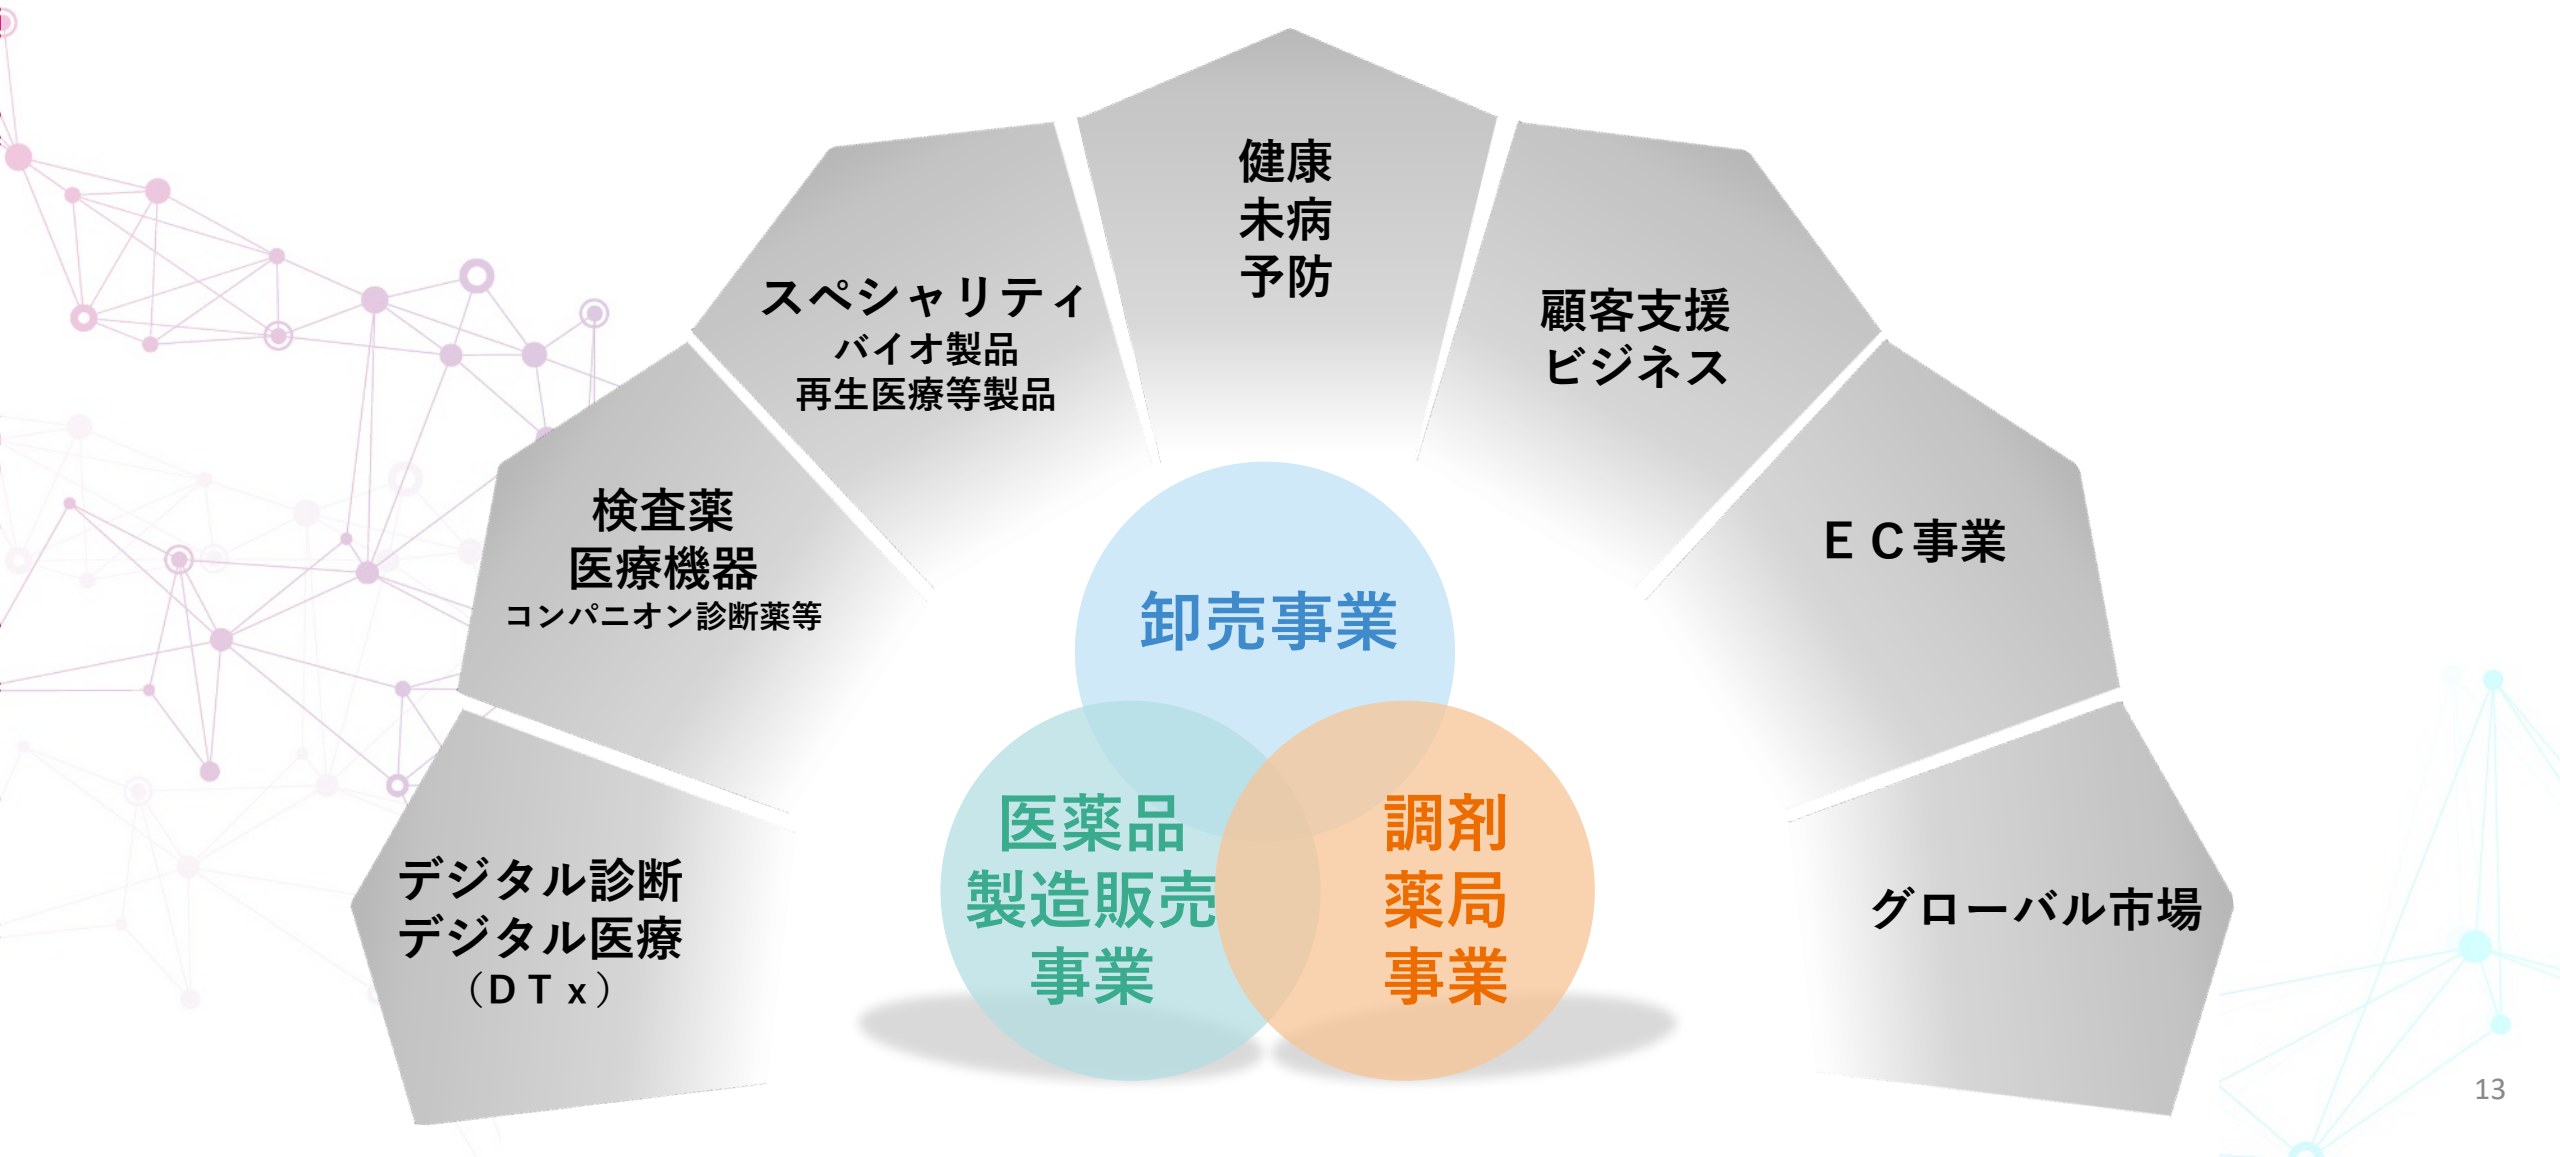 健康
未病
予防
スペシャリティ
バイオ製品
再生医療等製品
顧客支援
ビジネス
検査薬
医療機器
コンパニオン診断薬等
ＥＣ事業
デジタル診断
デジタル医療
（ＤＴｘ）
グローバル市場
卸売事業
医薬品
製造販売
事業
調剤
薬局
事業
13